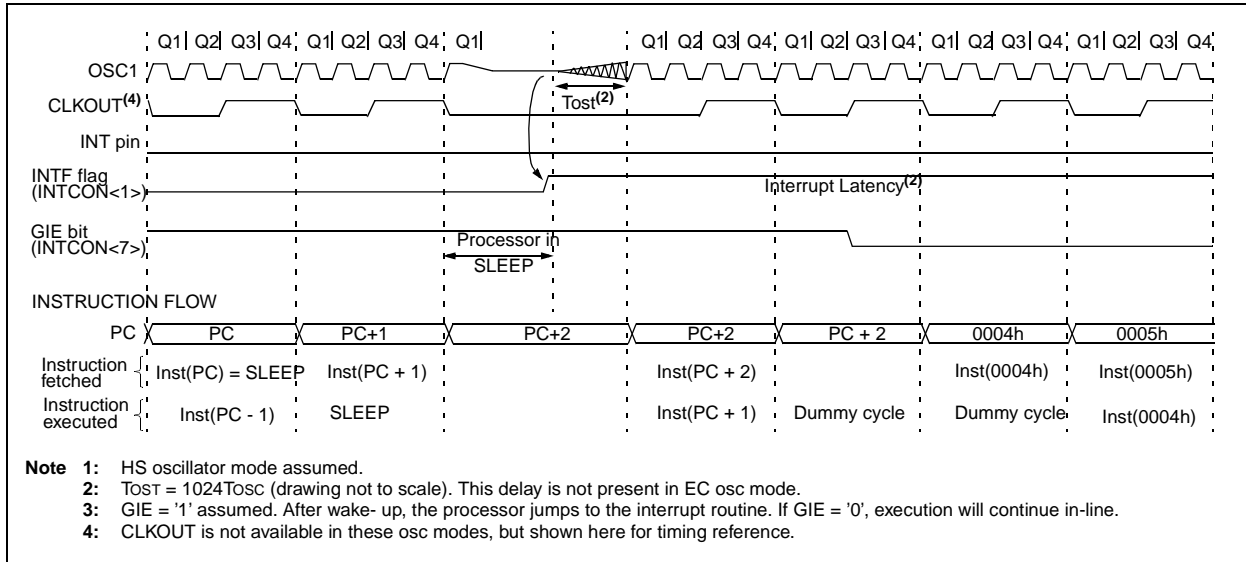 Q1 Q2 Q3 Q4 Q1 Q2 Q3 Q4 Q1 Q1 Q2 Q3 Q4 Q1 Q2 Q3 Q4 Q1 Q2 Q3 Q4 Q1 Q2 Q3 Q4
OSC1
Tost(2)
CLKOUT(4)
INT pin
INTF flag
(INTCON<1>)
Interrupt Latency(2)
GIE bit
(INTCON<7>)
Processor in
SLEEP
INSTRUCTION FLOW
PC PC PC+1 PC+2 PC+2 PC + 2 0004h 0005h
Instruction
fetched
Inst(PC) = SLEEP Inst(PC + 1) Inst(PC + 2) Inst(0004h) Inst(0005h)
Instruction
executed
Inst(PC - 1) SLEEP Inst(PC + 1) Dummy cycle Dummy cycle Inst(0004h)
Note 1: HS oscillator mode assumed.
2: TOST = 1024TOSC (drawing not to scale). This delay is not present in EC osc mode.
3: GIE = '1' assumed. After wake- up, the processor jumps to the interrupt routine. If GIE = '0', execution will continue in-line.
4: CLKOUT is not available in these osc modes, but shown here for timing reference.